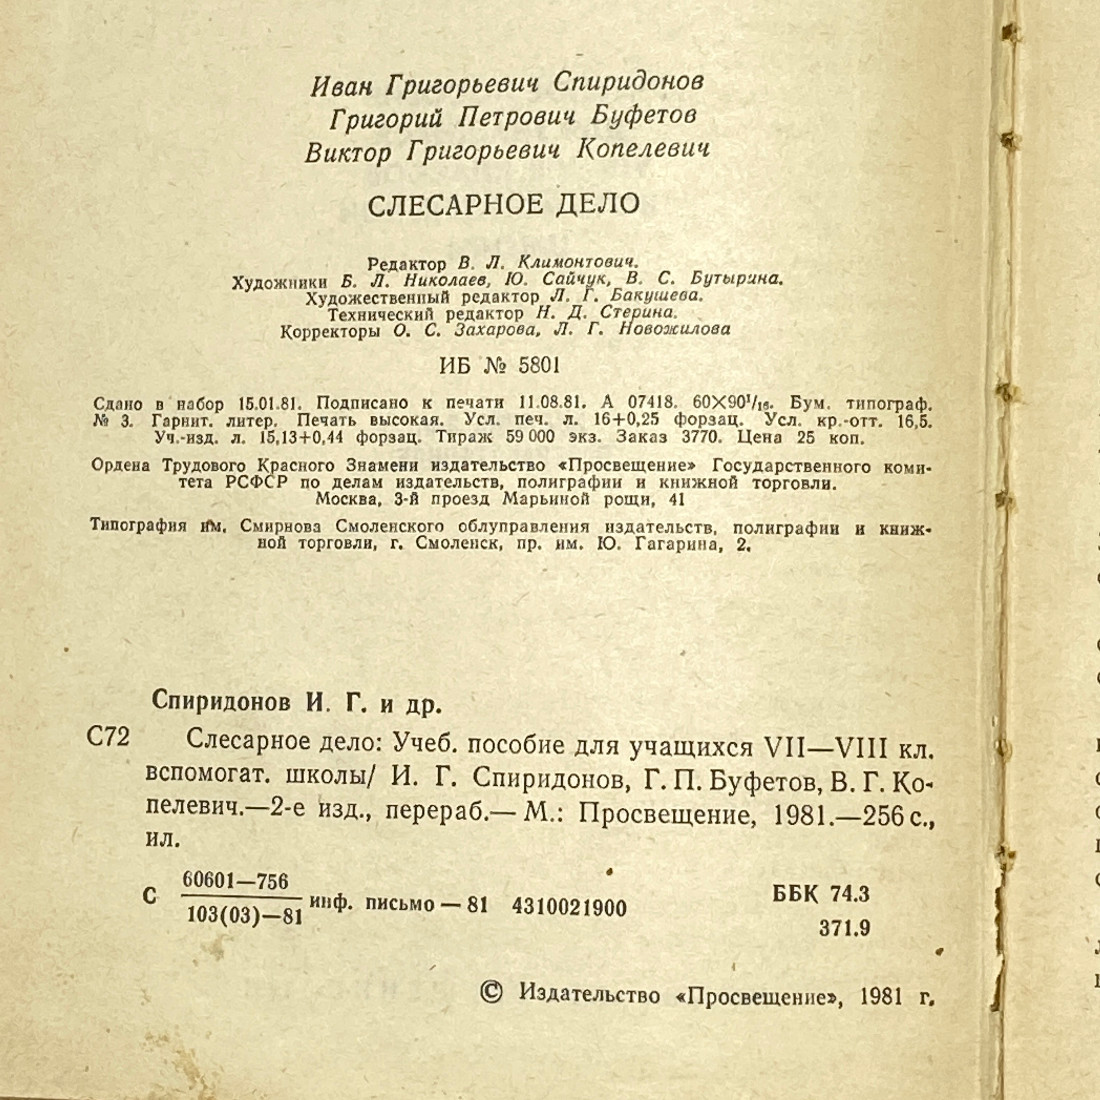 Иван Григорьевич Спиридонов
Григорий Петрович Буфетов
Виктор Григорьевич Копелевич
СЛЕСАРНОЕ ДЕЛО
Редактор В. Л. Климонтович.
Художники Б. Л. Николаев, Ю. Сайчук, В. С. Бутырина.
Художественный редактор Л. Г. Бакушева.
Технический редактор Н. Д. Стерина.
Корректоры О. С. Захарова, Л. Г. Новожилова
ИБ № 5801
Сдано в набор 15.01.81. Подписано к печати 11.08.81. А 07418. 60×90¹/₁₆. Бум. типограф.
№ 3. Гарнит. литер. Печать высокая. Усл. печ. л. 16+0,25 форзац. Усл. кр.-отт. 16,5.
Уч.-изд. л. 15,13+0,44 форзац. Тираж 59 000 экз. Заказ 3770. Цена 25 коп.
Ордена Трудового Красного Знамени издательство «Просвещение» Государственного коми-
тета РСФСР по делам издательств, полиграфии и книжной торговли.
Москва, 3-й проезд Марьиной рощи, 41
Типография им. Смирнова Смоленского облуправления издательств, полиграфии и книж-
ной торговли, г. Смоленск, пр. им. Ю. Гагарина, 2.
Спиридонов И. Г. и др.
С72 Слесарное дело: Учеб. пособие для учащихся VII—VIII кл.
вспомогат. школы/ И. Г. Спиридонов, Г. П. Буфетов, В. Г. Ко-
пелевич.—2-е изд., перераб.— М.: Просвещение, 1981.—256 с.,
ил.
60601—756
С инф. письмо — 81 4310021900 ББК 74.3
103(03)—81
371.9
© Издательство «Просвещение», 1981 г.